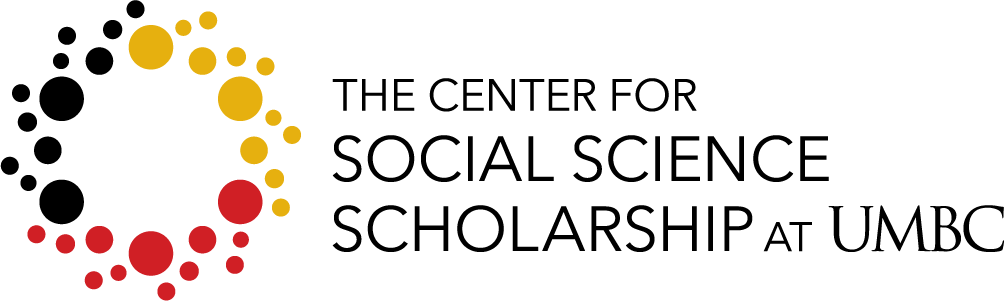 THE CENTER FOR
SOCIAL SCIENCE
SCHOLARSHIP AT UMBC